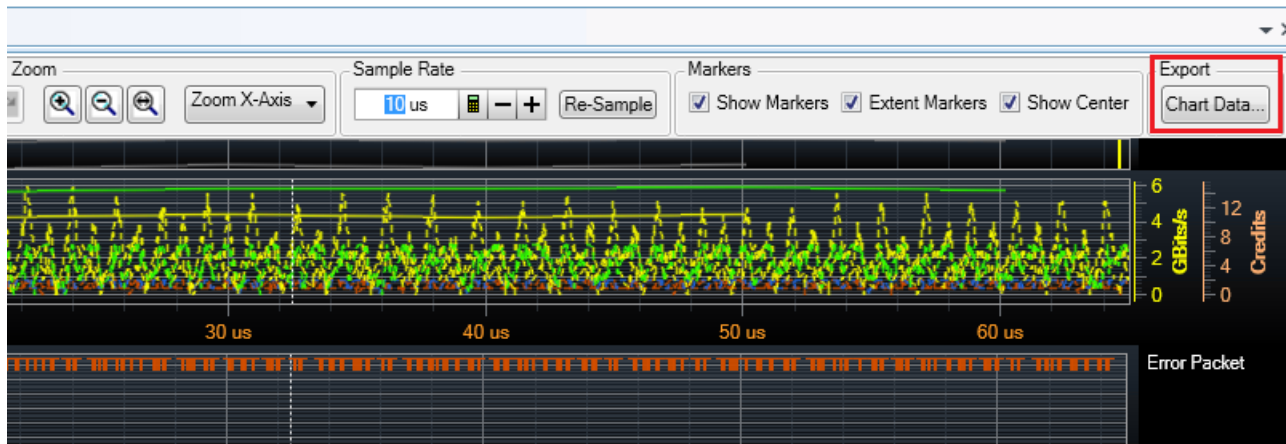 Zoom
Sample Rate
Markers
Export
Zoom X-Axis
10 us
Re-Sample
Show Markers
Extent Markers
Show Center
Chart Data...
6
4
2
0
GBits/s
12
8
4
0
Credits
30 us
40 us
50 us
60 us
Error Packet